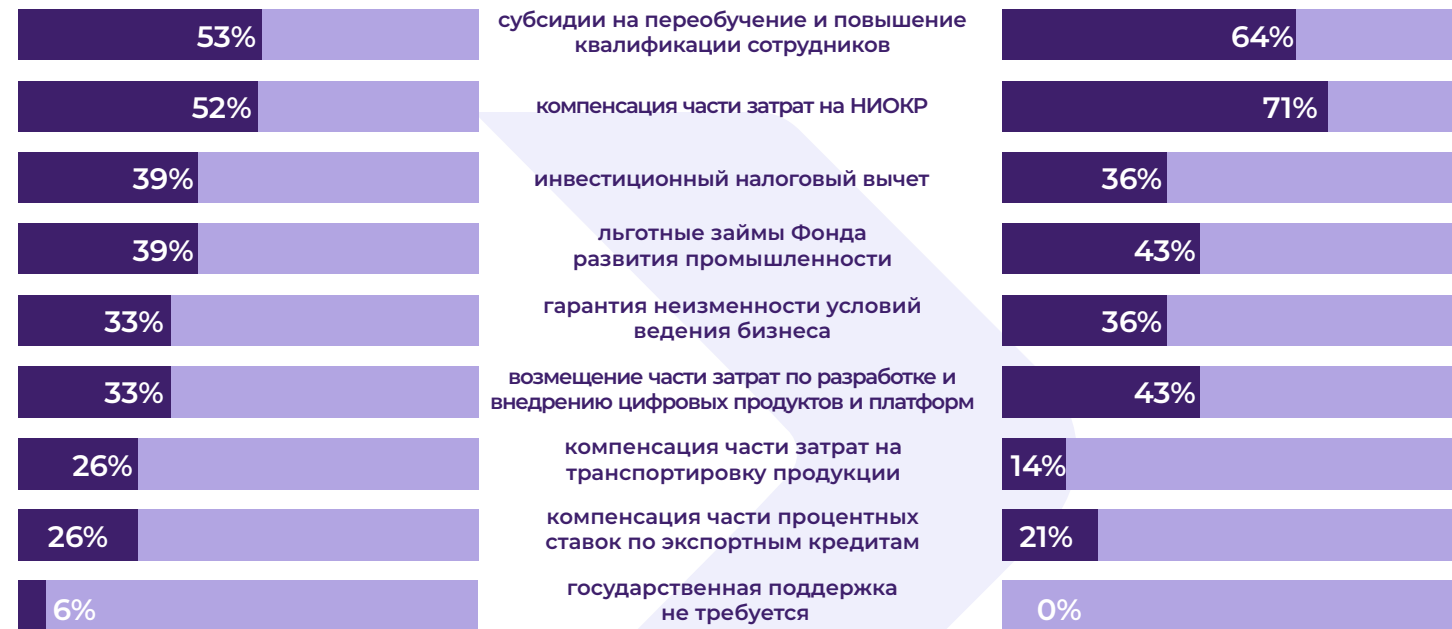 53%
субсидии на переобучение и повышение
квалификации сотрудников
64%
52%
компенсация части затрат на НИОКР
71%
39%
инвестиционный налоговый вычет
36%
39%
льготные займы Фонда
развития промышленности
43%
33%
гарантия неизменности условий
ведения бизнеса
36%
33%
возмещение части затрат по разработке и
внедрению цифровых продуктов и платформ
43%
26%
компенсация части затрат на
транспортировку продукции
14%
26%
компенсация части процентных
ставок по экспортным кредитам
21%
6%
государственная поддержка
не требуется
0%